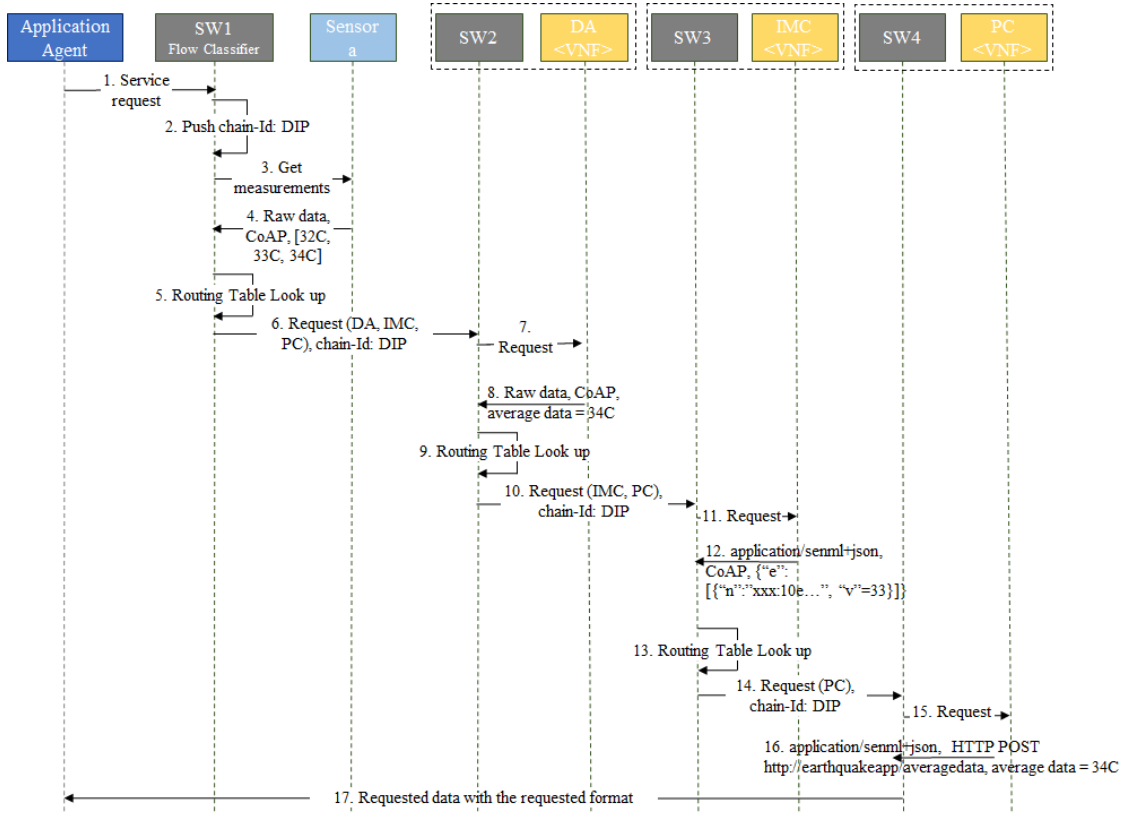 Application
Agent
SW1
Flow Classifier
Sensor
a
SW2
DA
<VNF>
SW3
IMC
<VNF>
SW4
PC
<VNF>
1. Service
request
2. Push chain-Id: DIP
3. Get
measurements
4. Raw data,
CoAP, [32C,
33C, 34C]
5. Routing Table Look up
6. Request (DA, IMC,
PC), chain-Id: DIP
7.
Request
8. Raw data, CoAP,
average data = 34C
9. Routing Table Look up
10. Request (IMC, PC),
chain-Id: DIP
11. Request
12. application/senml+json,
CoAP, {“e”:
[{“n”:”xxx:10e…”, “v”=33}]}
13. Routing Table Look up
14. Request (PC),
chain-Id: DIP
15. Request
16. application/senml+json, HTTP POST
http://earthquakeapp/averagedata, average data = 34C
17. Requested data with the requested format